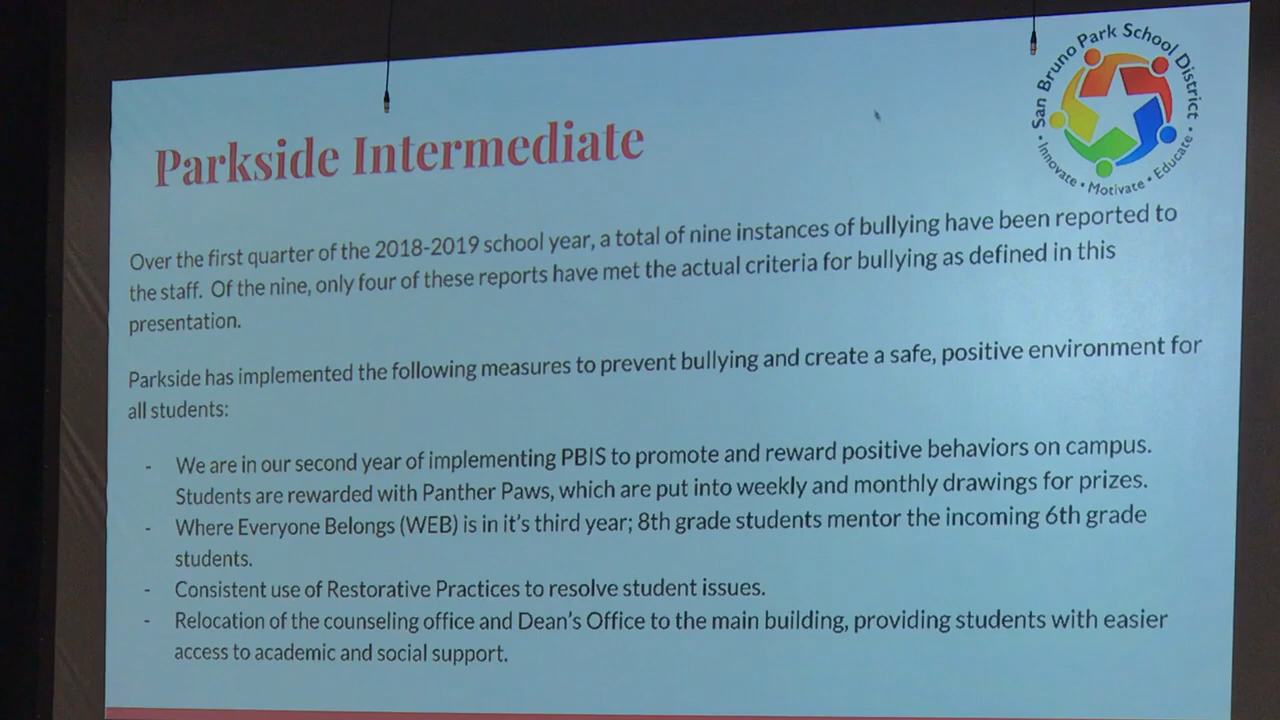 San Bruno Park School District
• Innovate • Motivate • Educate •
Parkside Intermediate
Over the first quarter of the 2018-2019 school year, a total of nine instances of bullying have been reported to
the staff. Of the nine, only four of these reports have met the actual criteria for bullying as defined in this
presentation.
Parkside has implemented the following measures to prevent bullying and create a safe, positive environment for
all students:
- We are in our second year of implementing PBIS to promote and reward positive behaviors on campus.
Students are rewarded with Panther Paws, which are put into weekly and monthly drawings for prizes.
- Where Everyone Belongs (WEB) is in it's third year; 8th grade students mentor the incoming 6th grade
students.
- Consistent use of Restorative Practices to resolve student issues.
- Relocation of the counseling office and Dean's Office to the main building, providing students with easier
access to academic and social support.